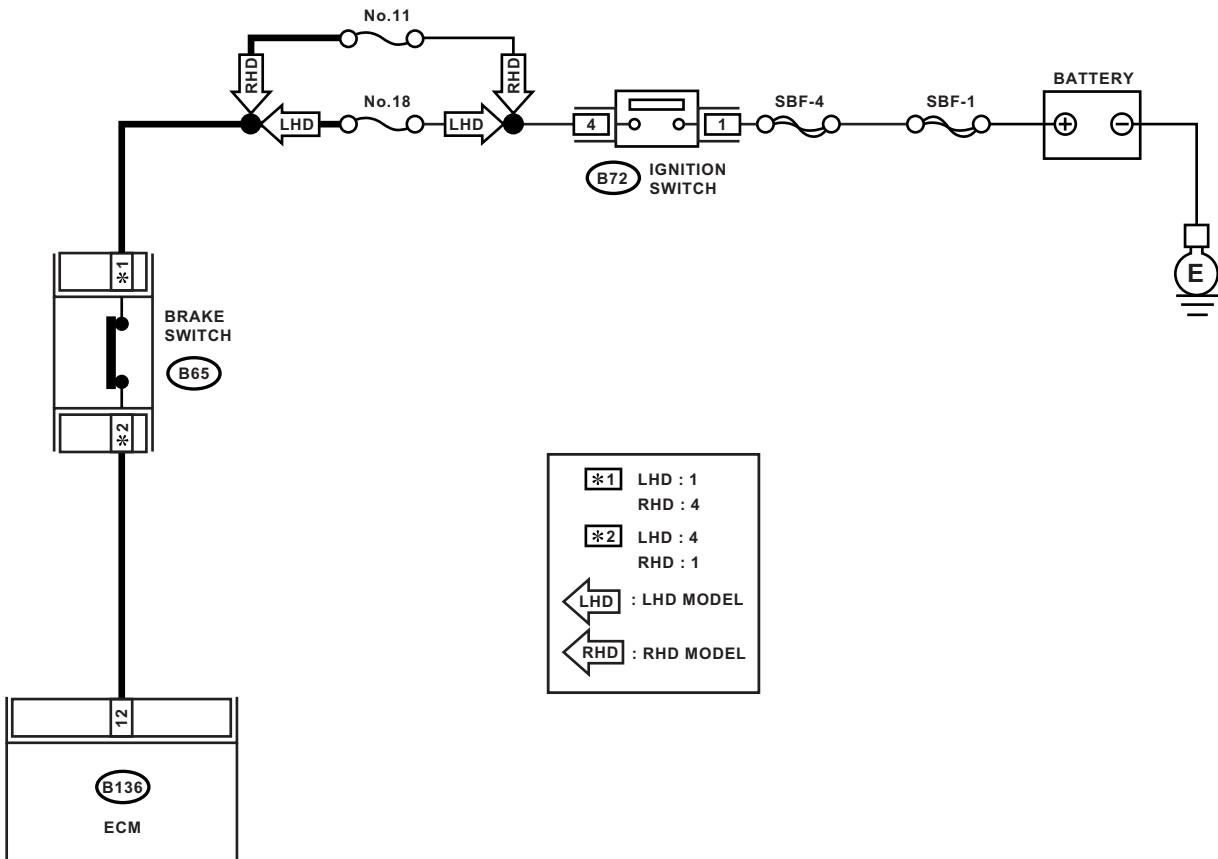 No.11
RHD
RHD
No.18
LHD
LHD
4
1
B72
IGNITION
SWITCH
SBF-4
SBF-1
BATTERY
+
−
E
*1
BRAKE
SWITCH
B65
*2
*1 LHD : 1
RHD : 4
*2 LHD : 4
RHD : 1
LHD : LHD MODEL
RHD : RHD MODEL
12
B136
ECM